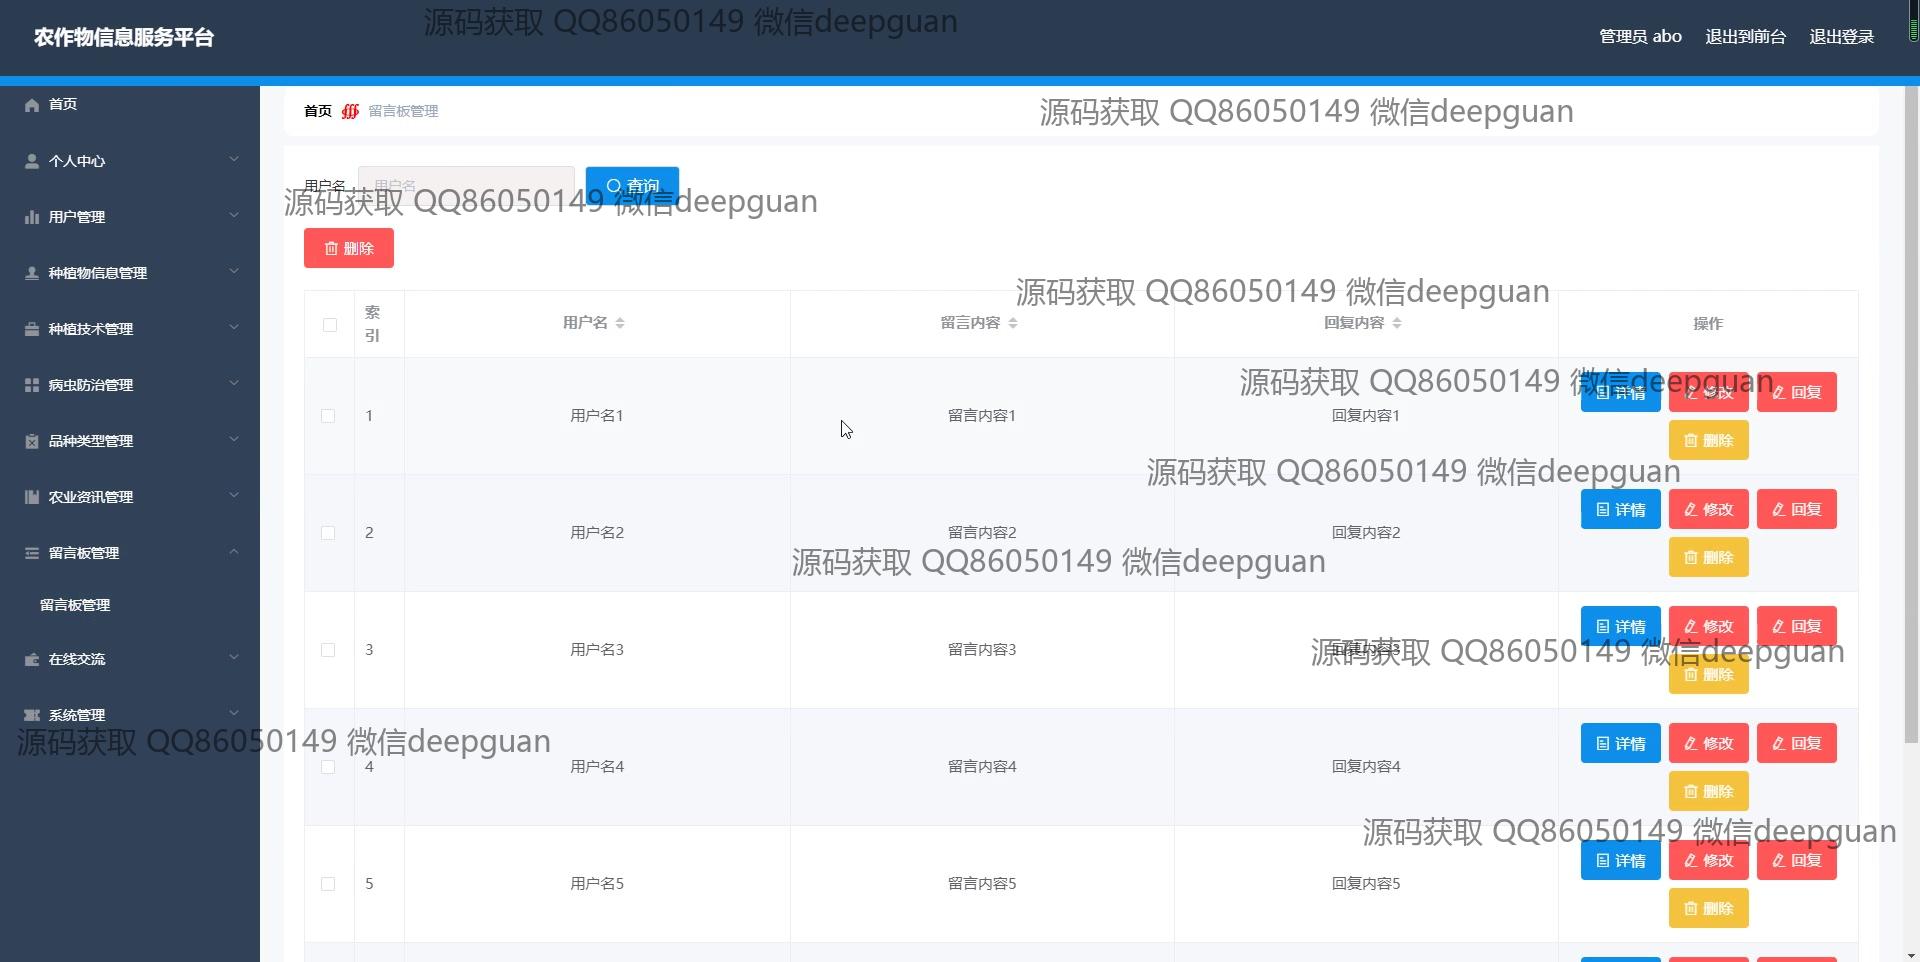 农作物信息服务平台
源码获取 QQ86050149 微信deepguan
管理员 abo 退出到前台 退出登录
首页
首页 留言板管理
源码获取 QQ86050149 微信deepguan
个人中心
用户名 用户名 查询
源码获取 QQ86050149 微信deepguan
用户管理
删除
种植物信息管理
源码获取 QQ86050149 微信deepguan
索引 用户名 留言内容 回复内容 操作
种植技术管理
病虫防治管理
源码获取 QQ86050149 微信deepguan
1 用户名1 留言内容1 回复内容1 详情 修改 回复
删除
品种类型管理
源码获取 QQ86050149 微信deepguan
农业资讯管理
2 用户名2 留言内容2 回复内容2 详情 修改 回复
删除
留言板管理
源码获取 QQ86050149 微信deepguan
留言板管理
3 用户名3 留言内容3 回复内容3 详情 修改 回复
删除
源码获取 QQ86050149 微信deepguan
在线交流
系统管理
源码获取 QQ86050149 微信deepguan
4 用户名4 留言内容4 回复内容4 详情 修改 回复
删除
源码获取 QQ86050149 微信deepguan
5 用户名5 留言内容5 回复内容5 详情 修改 回复
删除